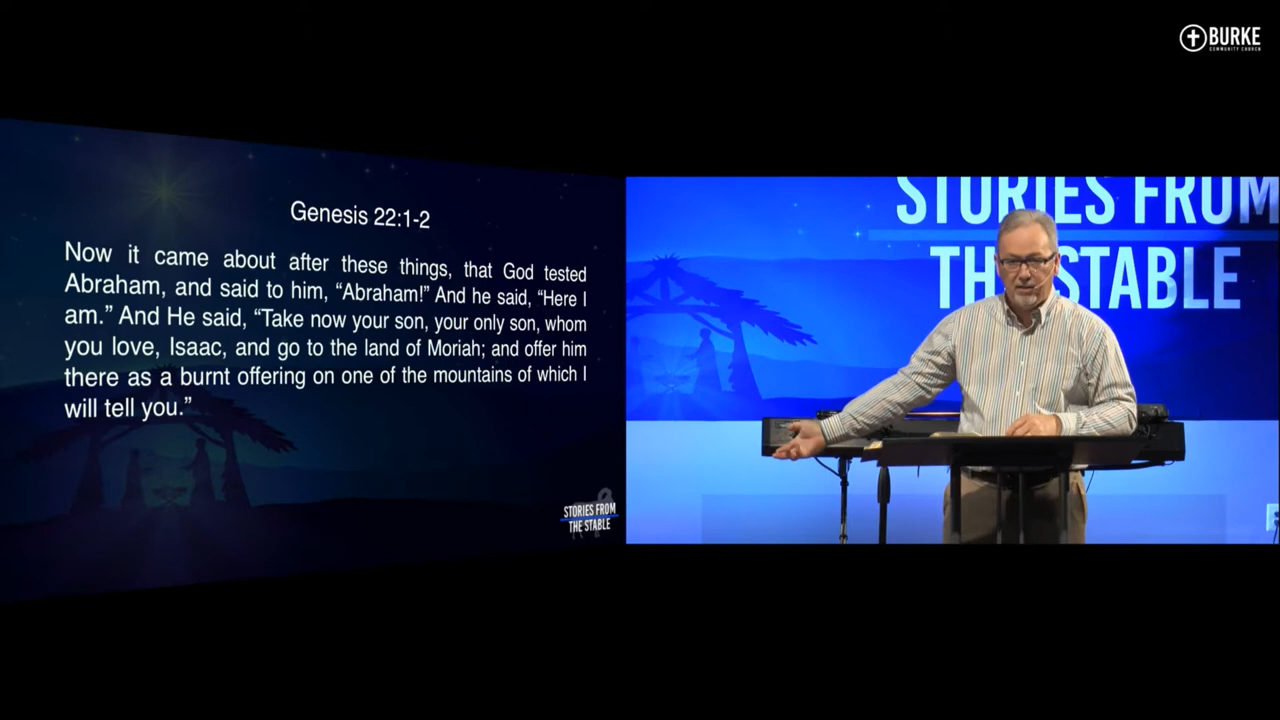 BURKE
COMMUNITY CHURCH
Genesis 22:1-2
Now it came about after these things, that God tested
Abraham, and said to him, “Abraham!” And he said, “Here I
am.” And He said, “Take now your son, your only son, whom
you love, Isaac, and go to the land of Moriah; and offer him
there as a burnt offering on one of the mountains of which I
will tell you.”
STORIES FROM
THE STABLE
STORIES FROM
STABLE